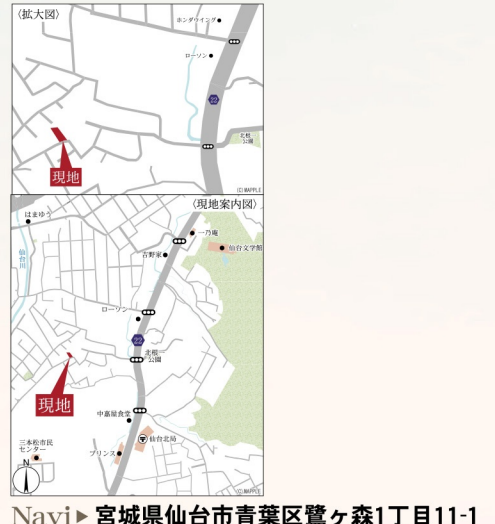 〈拡大図〉
ホンダウイング
ローソン
22
北根一
公園
現地
(C)MAPPLE
〈現地案内図〉
はまゆう
一乃庵
仙台文学館
吉野家
仙台川
ローソン
22
北根一
公園
現地
中嘉屋食堂
三本松市民
センター
仙台北局
プリンス
N
(C)MAPPLE
Navi▶宮城県仙台市青葉区鷺ヶ森1丁目11-1